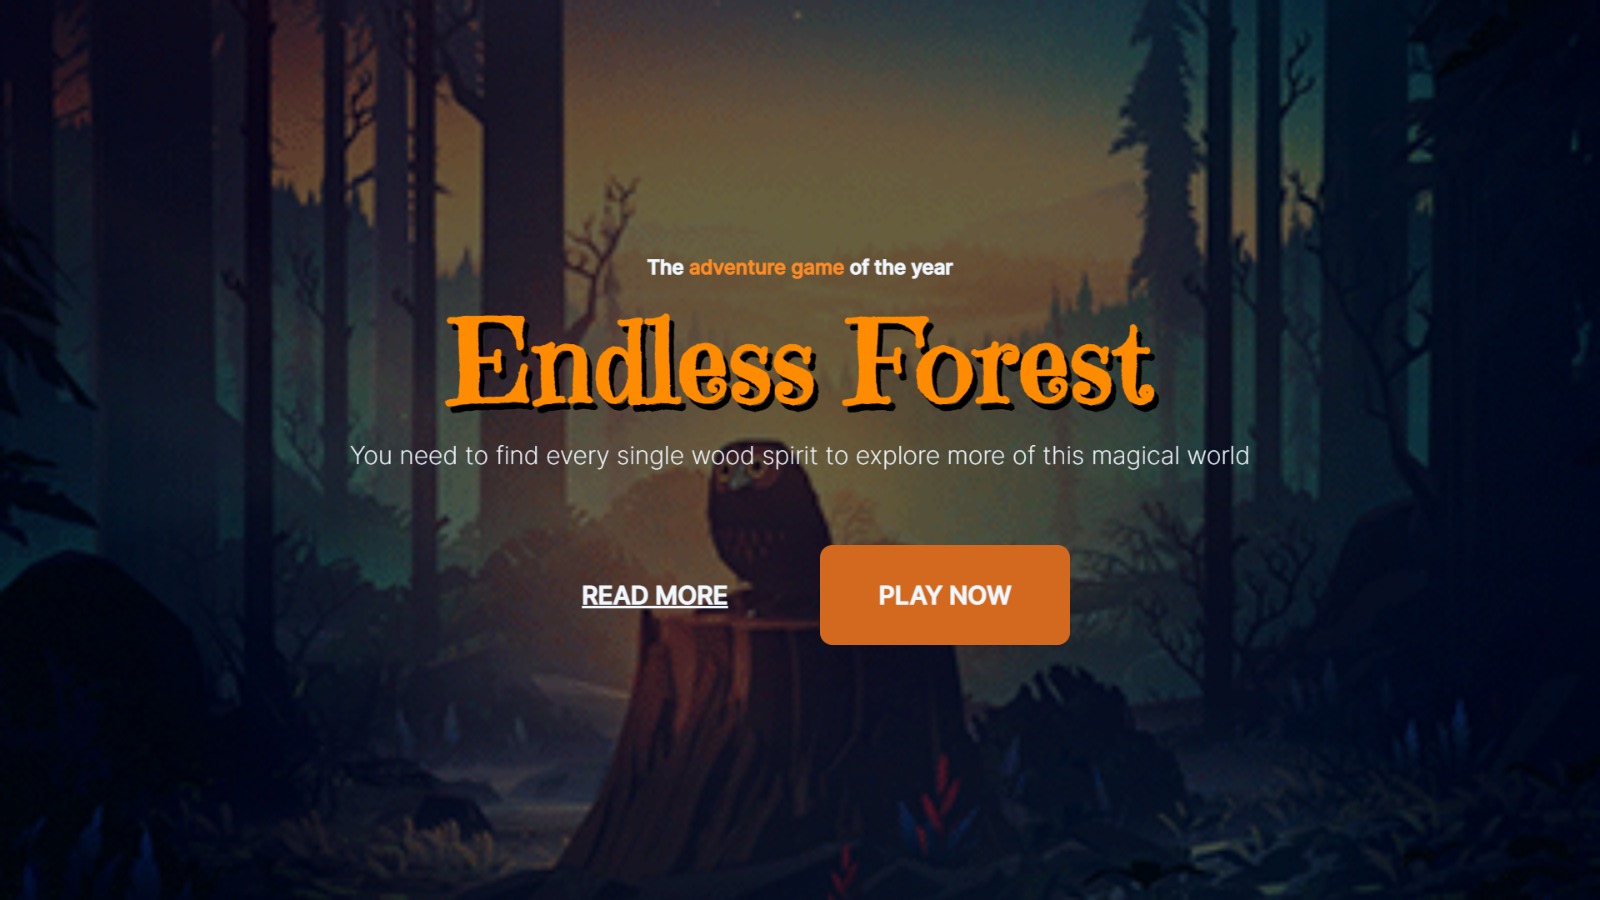 The adventure game of the year
Endless Forest
You need to find every single wood spirit to explore more of this magical world
READ MORE
PLAY NOW